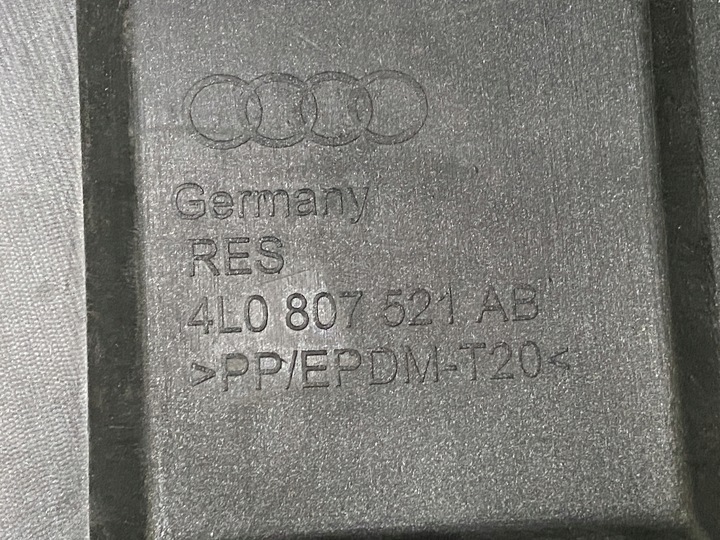 Germany
RES
4L0 807 521 AB
>PP/EPDM-T20<